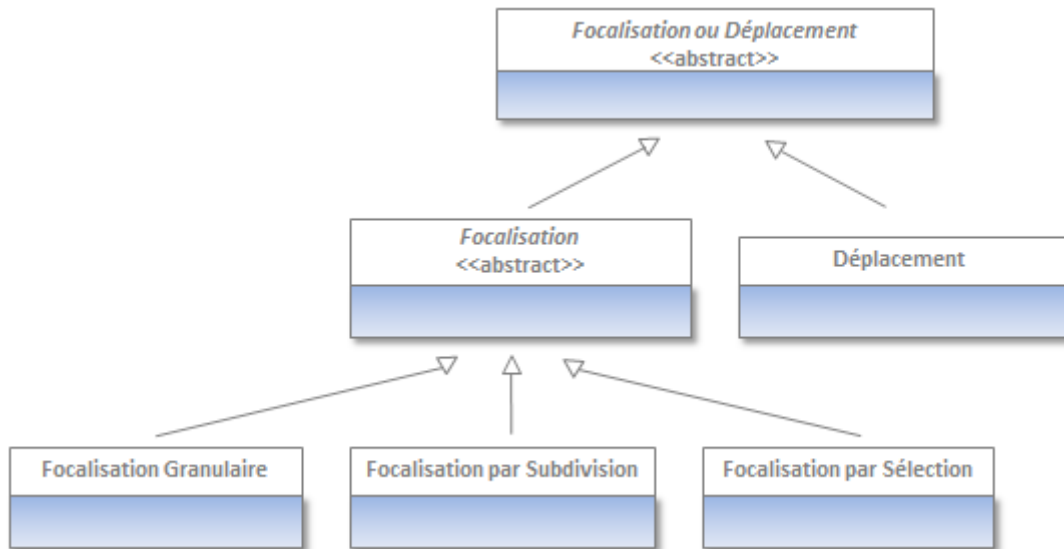 Focalisation ou Déplacement
<<abstract>>
Focalisation
<<abstract>>
Déplacement
Focalisation Granulaire
Focalisation par Subdivision
Focalisation par Sélection